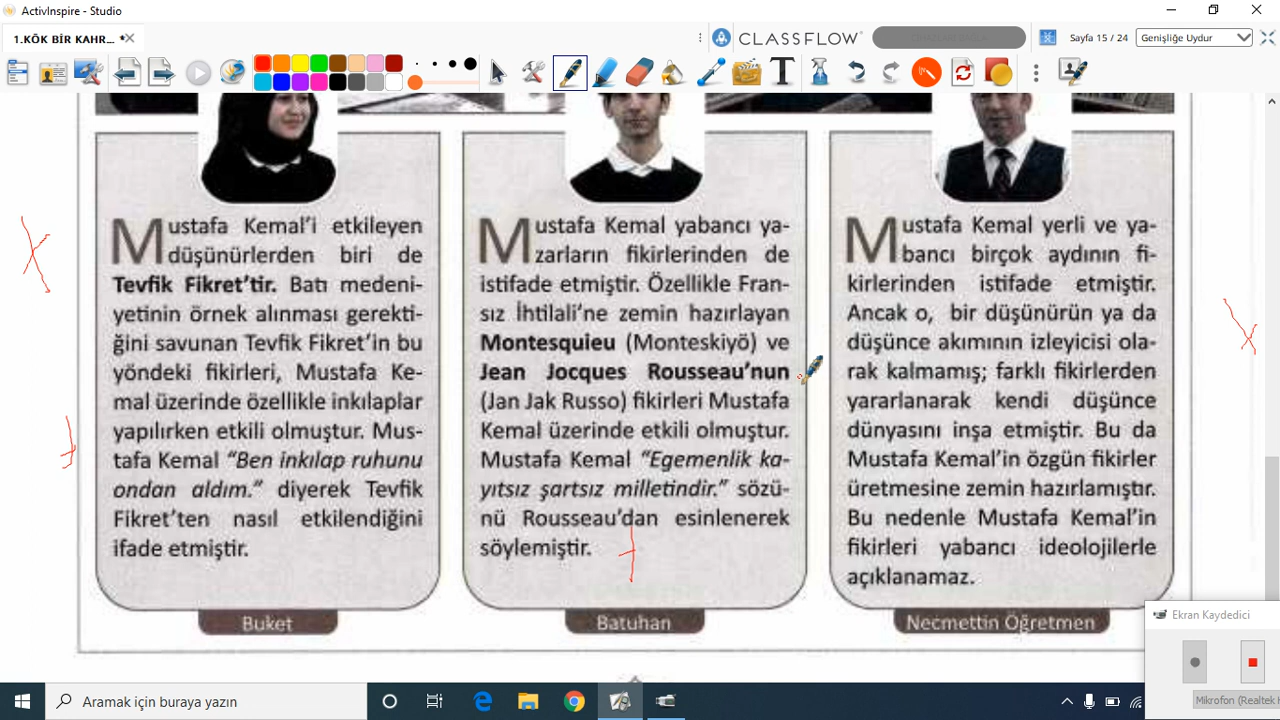 ActivInspire - Studio
1.KÖK BİR KAHR... *
CLASSFLOW
Sayfa 15 / 24
Genişliğe Uydur
Mustafa Kemal'i etkileyen
düşünürlerden biri de
Tevfik Fikret'tir. Batı medeni-
yetinin örnek alınması gerekti-
ğini savunan Tevfik Fikret'in bu
yöndeki fikirleri, Mustafa Ke-
mal üzerinde özellikle inkılaplar
yapılırken etkili olmuştur. Mus-
tafa Kemal "Ben inkılap ruhunu
ondan aldım." diyerek Tevfik
Fikret'ten nasıl etkilendiğini
ifade etmiştir.
Buket
Mustafa Kemal yabancı ya-
zarların fikirlerinden de
istifade etmiştir. Özellikle Fran-
sız İhtilali'ne zemin hazırlayan
Montesquieu (Monteskiyö) ve
Jean Jocques Rousseau'nun
(Jan Jak Russo) fikirleri Mustafa
Kemal üzerinde etkili olmuştur.
Mustafa Kemal "Egemenlik ka-
yıtsız şartsız milletindir." sözü-
nü Rousseau'dan esinlenerek
söylemiştir.
Batuhan
Mustafa Kemal yerli ve ya-
bancı birçok aydının fi-
kirlerinden istifade etmiştir.
Ancak o, bir düşünürün ya da
düşünce akımının izleyicisi ola-
rak kalmamış; farklı fikirlerden
yararlanarak kendi düşünce
dünyasını inşa etmiştir. Bu da
Mustafa Kemal'in özgün fikirler
üretmesine zemin hazırlamıştır.
Bu nedenle Mustafa Kemal'in
fikirleri yabancı ideolojilerle
açıklanamaz.
Necmettin Öğretmen
Ekran Kaydedici
Mikrofon (Realtek
Aramak için buraya yazın